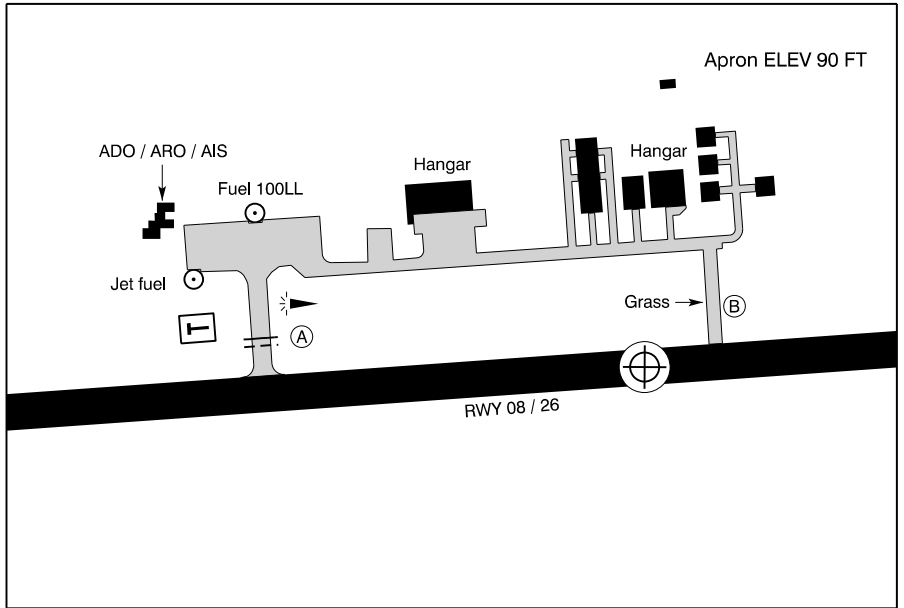 Apron ELEV 90 FT
ADO / ARO / AIS
Hangar
Hangar
Fuel 100LL
Jet fuel
Grass
B
A
T
RWY 08 / 26